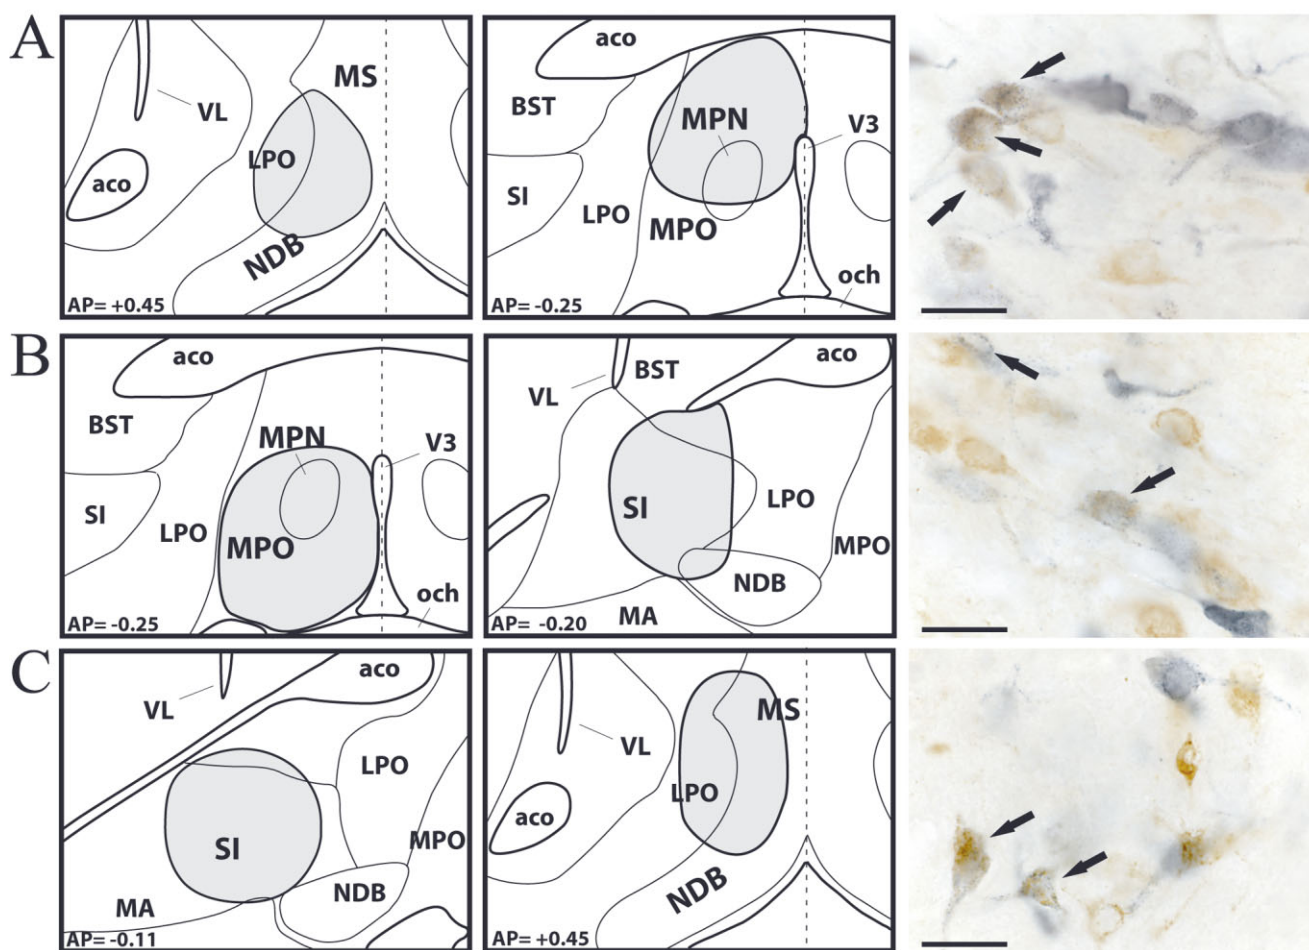 A
VL
MS
LPO
aco
NDB
AP= +0.45
aco
BST
MPN
V3
SI
LPO
MPO
och
AP= -0.25
B
aco
BST
MPN
V3
SI
LPO
MPO
och
AP= -0.25
BST
aco
VL
SI
LPO
MPO
NDB
MA
AP= -0.20
C
aco
VL
LPO
SI
MPO
NDB
MA
AP= -0.11
MS
VL
LPO
aco
NDB
AP= +0.45